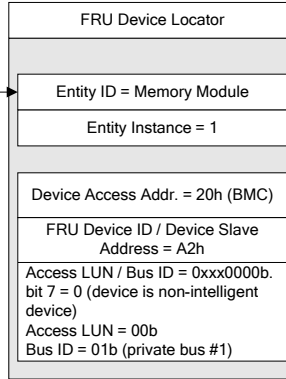 FRU Device Locator
Entity ID = Memory Module
Entity Instance = 1
Device Access Addr. = 20h (BMC)
FRU Device ID / Device Slave
Address = A2h
Access LUN / Bus ID = 0xxx0000b.
bit 7 = 0 (device is non-intelligent
device)
Access LUN = 00b
Bus ID = 01b (private bus #1)